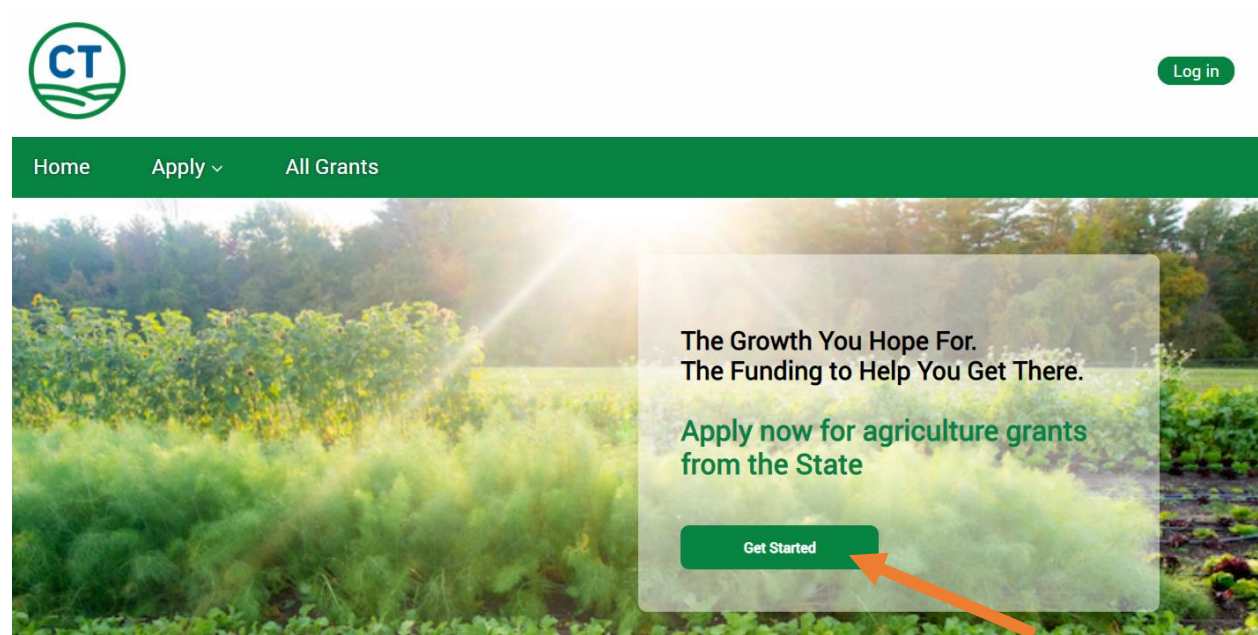 CT
Log in
Home
Apply
All Grants
The Growth You Hope For.
The Funding to Help You Get There.
Apply now for agriculture grants
from the State
Get Started